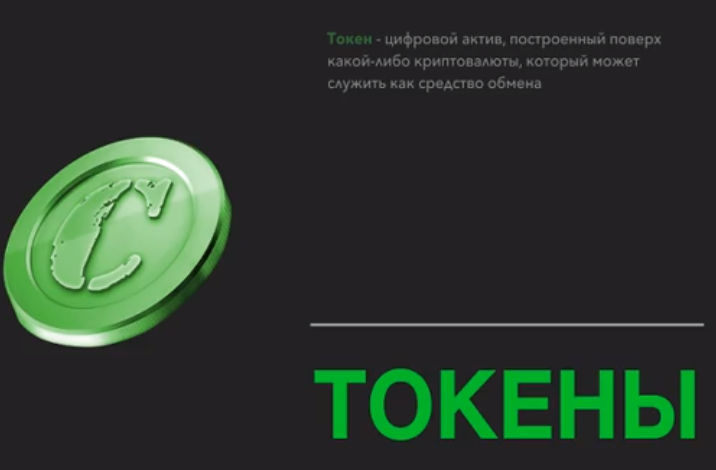 Токен - цифровой актив, построенный поверх
какой-либо криптовалюты, который может
служить как средство обмена
C
ТОКЕНЫ